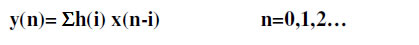 y(n)= Σh(i) x(n-i) n=0,1,2…